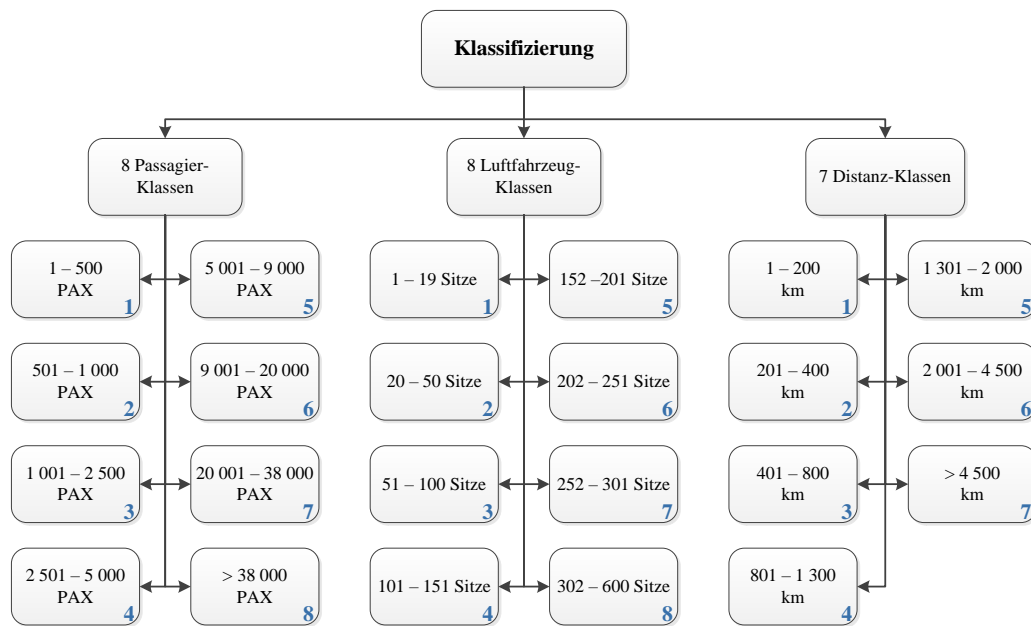 Klassifizierung
8 Passagier-
Klassen
8 Luftfahrzeug-
Klassen
7 Distanz-Klassen
1 – 500
PAX
1
5 001 – 9 000
PAX
5
1 – 19 Sitze
1
152 –201 Sitze
5
1 – 200
km
1
1 301 – 2 000
km
5
501 – 1 000
PAX
2
9 001 – 20 000
PAX
6
20 – 50 Sitze
2
202 – 251 Sitze
6
201 – 400
km
2
2 001 – 4 500
km
6
1 001 – 2 500
PAX
3
20 001 – 38 000
PAX
7
51 – 100 Sitze
3
252 – 301 Sitze
7
401 – 800
km
3
> 4 500
km
7
2 501 – 5 000
PAX
4
> 38 000
PAX
8
101 – 151 Sitze
4
302 – 600 Sitze
8
801 – 1 300
km
4